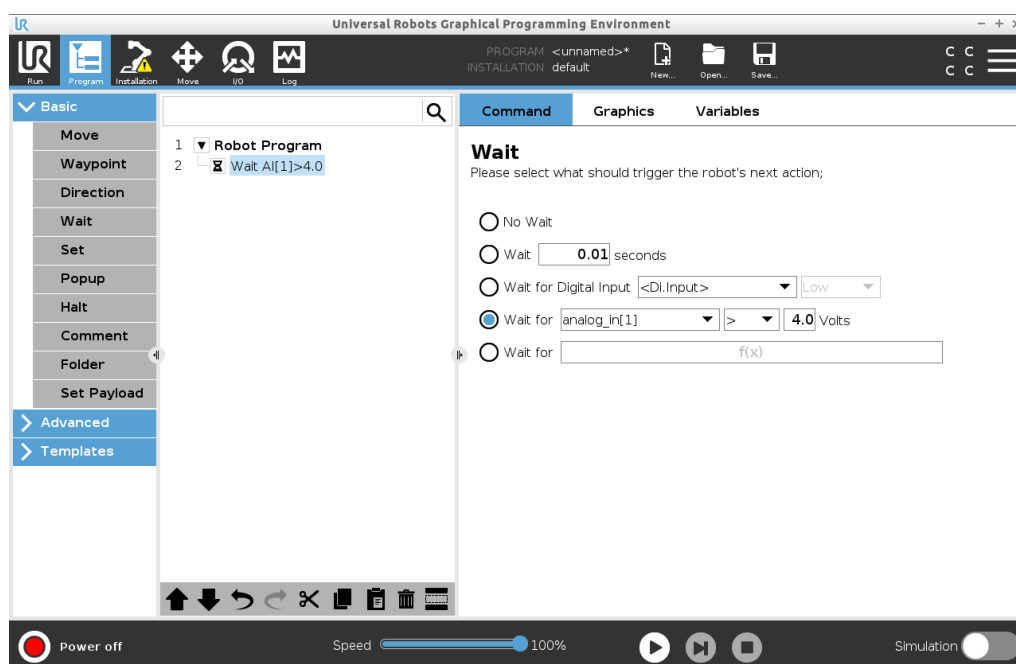 Universal Robots Graphical Programming Environment
UR
Run
Program
Installation
Move
I/O
Log
PROGRAM <unnamed>*
INSTALLATION default
New...
Open...
Save...
C C
C C
Basic
Move
Waypoint
Direction
Wait
Set
Popup
Halt
Comment
Folder
Set Payload
Advanced
Templates
1 Robot Program
2 Wait AI[1]>4.0
Command Graphics Variables
Wait
Please select what should trigger the robot's next action;
No Wait
Wait 0.01 seconds
Wait for Digital Input <Di.Input> Low
Wait for analog_in[1] > 4.0 Volts
Wait for f(x)
Power off
Speed 100%
Simulation